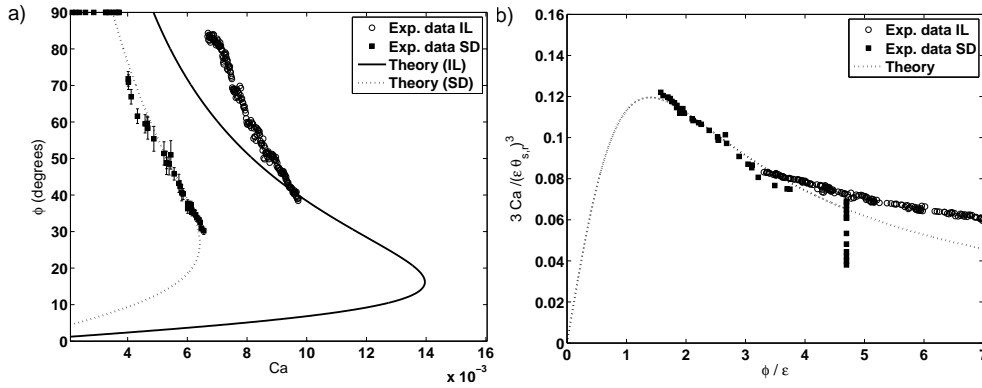 a)
90
80
70
60
50
40
30
20
10
0
ϕ (degrees)
4
6
8
10
12
14
16
Ca
x 10⁻³
Exp. data IL
Exp. data SD
Theory (IL)
Theory (SD)
b)
0.16
0.14
0.12
0.1
0.08
0.06
0.04
0.02
0
3 Ca /(ε θs,r)³
0
1
2
3
4
5
6
7
ϕ / ε
Exp. data IL
Exp. data SD
Theory